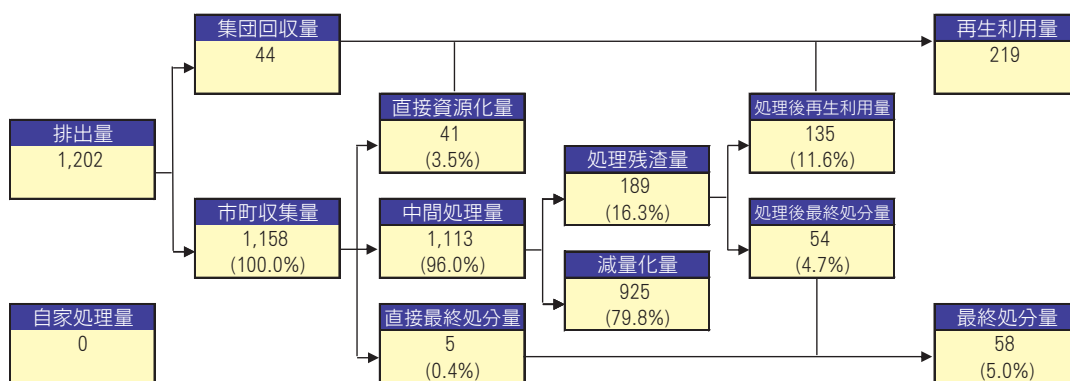 集団回収量
44
再生利用量
219
直接資源化量
41
(3.5%)
処理後再生利用量
135
(11.6%)
排出量
1,202
処理残渣量
189
(16.3%)
市町収集量
1,158
(100.0%)
中間処理量
1,113
(96.0%)
処理後最終処分量
54
(4.7%)
減量化量
925
(79.8%)
自家処理量
0
直接最終処分量
5
(0.4%)
最終処分量
58
(5.0%)